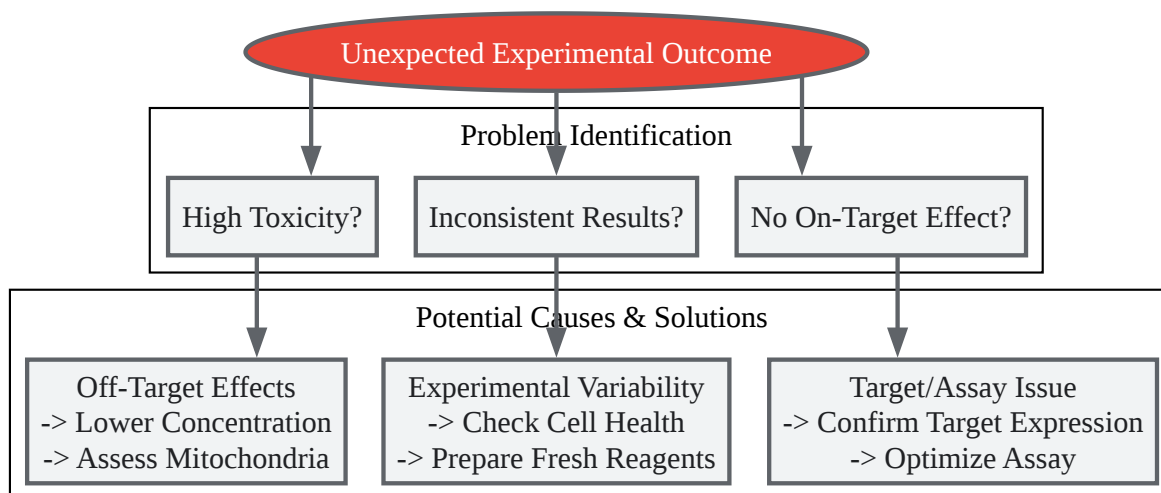 Unexpected Experimental Outcome
Problem Identification
High Toxicity?
Inconsistent Results?
No On-Target Effect?
Potential Causes & Solutions
Off-Target Effects
-> Lower Concentration
-> Assess Mitochondria
Experimental Variability
-> Check Cell Health
-> Prepare Fresh Reagents
Target/Assay Issue
-> Confirm Target Expression
-> Optimize Assay